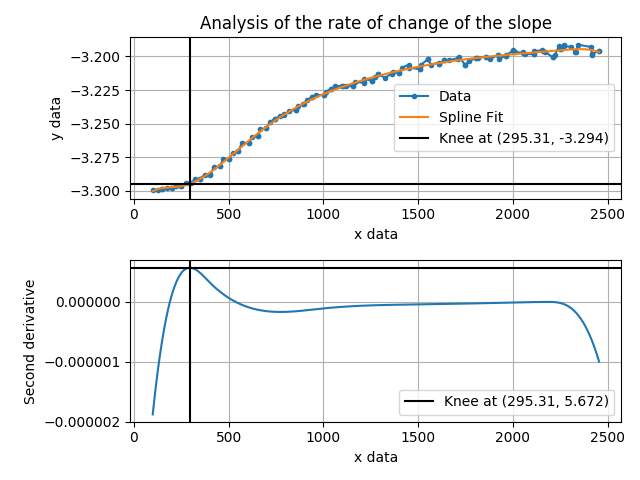 Analysis of the rate of change of the slope
−3.200
−3.225
−3.250
−3.275
−3.300
y data
Data
Spline Fit
Knee at (295.31, -3.294)
0 500 1000 1500 2000 2500
x data
0.000000
−0.000001
−0.000002
Second derivative
Knee at (295.31, 5.672)
0 500 1000 1500 2000 2500
x data